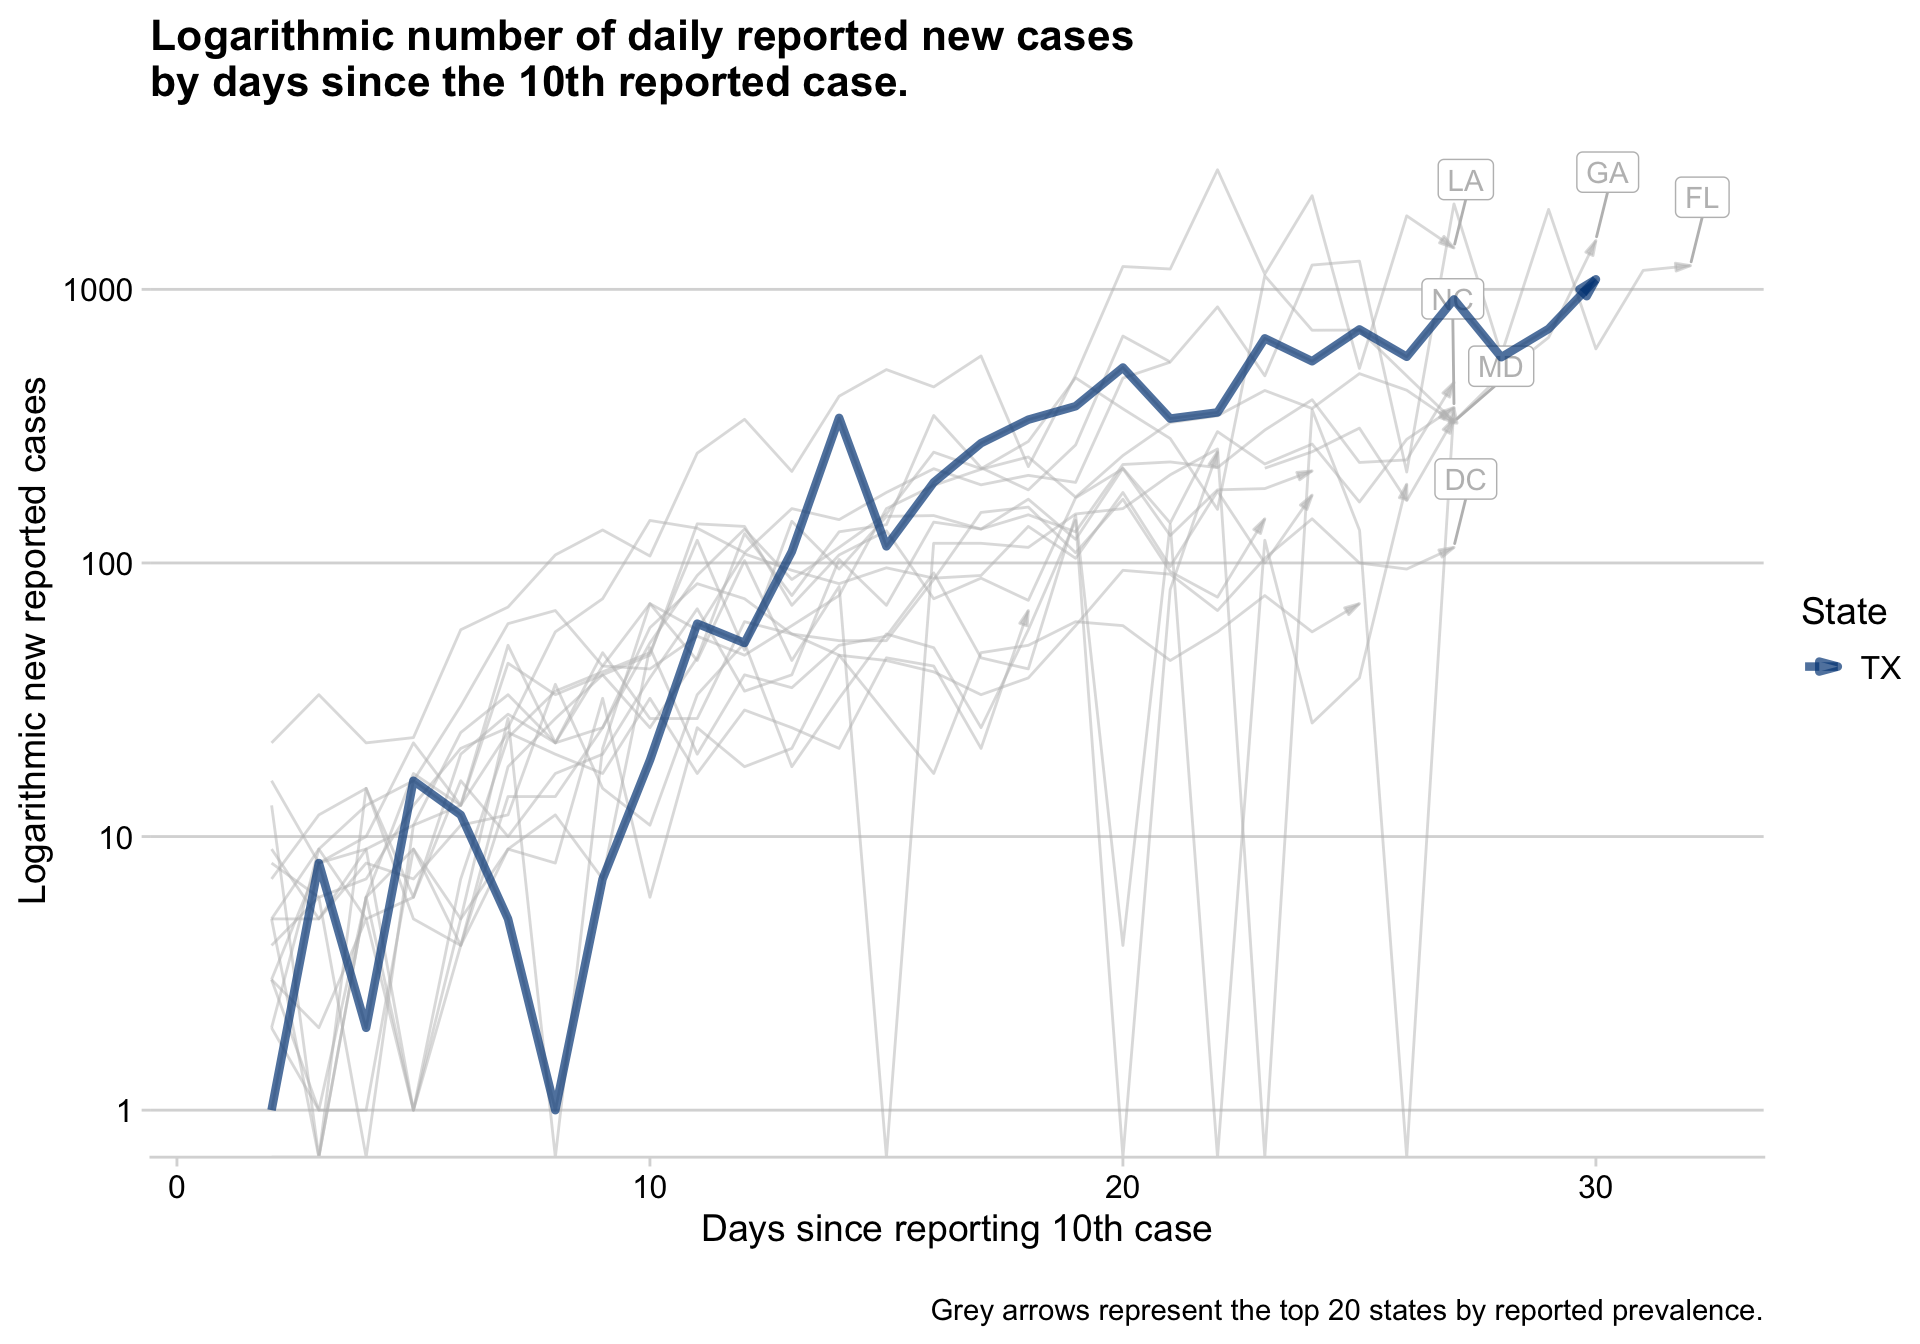 Logarithmic number of daily reported new cases
by days since the 10th reported case.
LA
GA
FL
1000
NC
MD
DC
100
10
1
Logarithmic new reported cases
State
TX
0
10
20
30
Days since reporting 10th case
Grey arrows represent the top 20 states by reported prevalence.